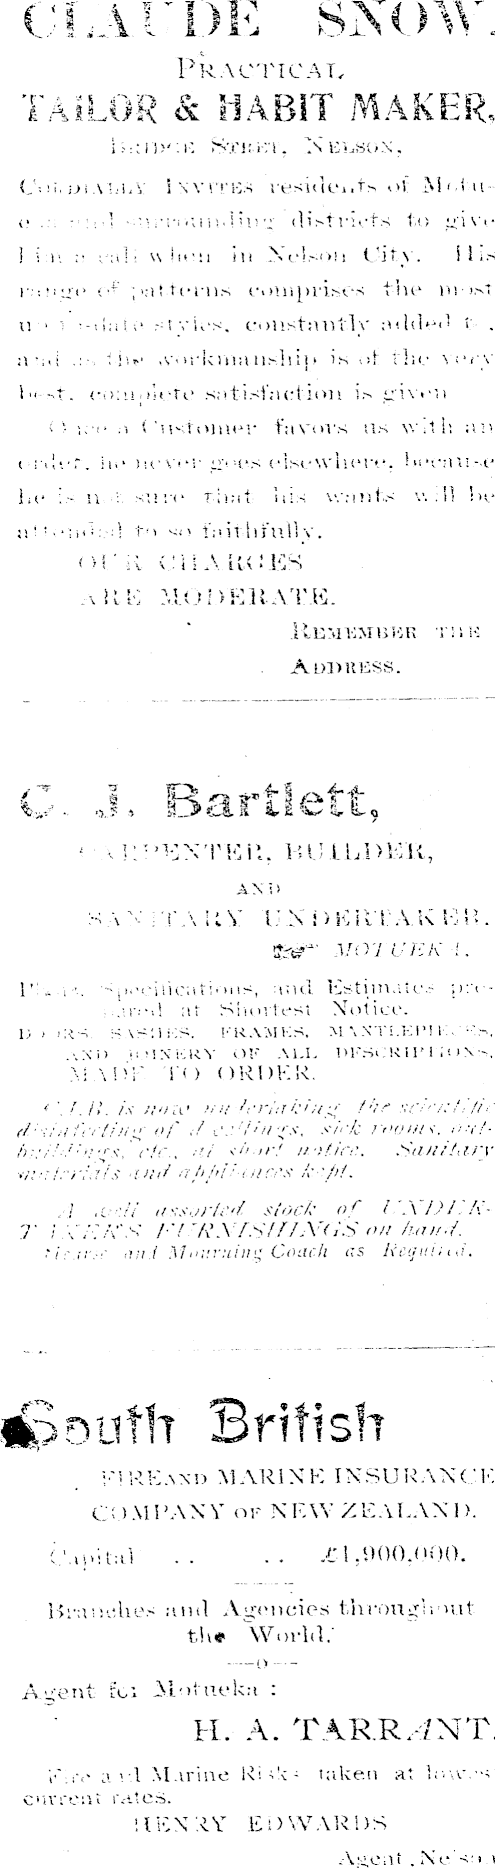 CLAUDE SNOW.
PRACTICAL
TAILOR & HABIT MAKER,
BRIDGE STRET, NELSON,
CORDIALLY INVITES residents of Motu-
eka and surrounding districts to give
him a call when in Nelson City. His
range of patterns comprises the most
up to date styles, constantly added to,
and as the workmanship is of the very
best, complete satisfaction is given
Once a Customer favors us with an
order, he never goes elsewhere, because
he is not sure that his wants will be
attended to so faithfully.
OUR CHARGES
ARE MODERATE.
REMEMBER THE
ADDRESS.
C. J. Bartlett,
CARPENTER, BUILDER,
AND
SANITARY UNDERTAKER.
MOTUEKA.
Plans, Specifications, and Estimates pre-
pared at Shortest Notice.
DOORS, SASHES, FRAMES, MANTLEPIECES,
AND JOINERY OF ALL DESCRIPTIONS,
MADE TO ORDER.
C.J.B. is now undertaking the scientific
disinfecting of dwellings, sick rooms, out-
buildings, etc., at short notice. Sanitary
materials and appliances kept.
A well assorted stock of UNDER-
TAKER'S FURNISHINGS on hand.
Hearse and Mourning Coach as Required.
South British
FIRE AND MARINE INSURANCE
COMPANY OF NEW ZEALAND.
Capital .. .. £1,900,000.
Branches and Agencies throughout
the World.
—o—
Agent for Motueka :
H. A. TARRANT.
Fire and Marine Risks taken at lowes
current rates.
HENRY EDWARDS
Agent, Nelson